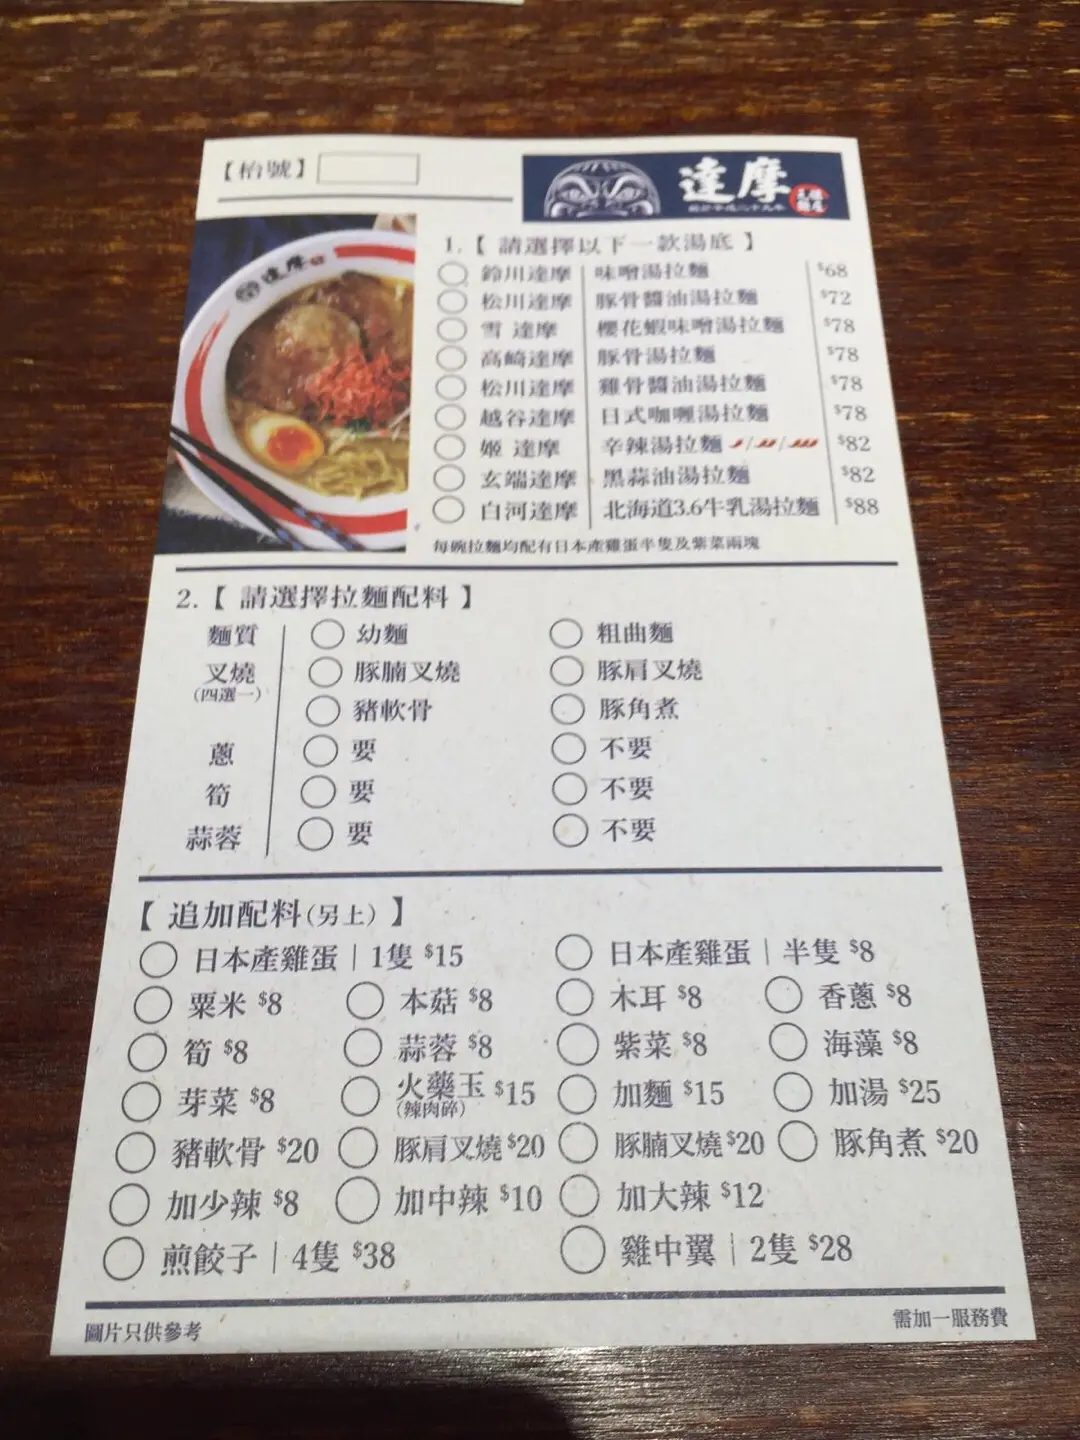 【枱號】
達摩
1.【 請選擇以下一款湯底 】
鈴川達摩 味噌湯拉麵 $68
松川達摩 豚骨醬油湯拉麵 $72
雪 達摩 櫻花蝦味噌湯拉麵 $78
高崎達摩 豚骨湯拉麵 $78
松川達摩 雞骨醬油湯拉麵 $78
越谷達摩 日式咖喱湯拉麵 $78
姬 達摩 辛辣湯拉麵 / / $82
玄端達摩 黑蒜油湯拉麵 $82
白河達摩 北海道3.6牛乳湯拉麵 $88
每碗拉麵均配有日本產雞蛋半隻及紫菜兩塊
2.【 請選擇拉麵配料 】
麵質 幼麵 粗曲麵
叉燒 豚腩叉燒 豚肩叉燒
(四選一) 豬軟骨 豚角煮
蔥 要 不要
筍 要 不要
蒜蓉 要 不要
【 追加配料(另上) 】
日本產雞蛋 | 1隻 $15 日本產雞蛋 | 半隻 $8
粟米 $8 本菇 $8 木耳 $8 香蔥 $8
筍 $8 蒜蓉 $8 紫菜 $8 海藻 $8
芽菜 $8 火藥玉 $15 加麵 $15 加湯 $25
(辣肉碎)
豬軟骨 $20 豚肩叉燒 $20 豚腩叉燒 $20 豚角煮 $20
加少辣 $8 加中辣 $10 加大辣 $12
煎餃子 | 4隻 $38 雞中翼 | 2隻 $28
圖片只供參考 需加一服務費